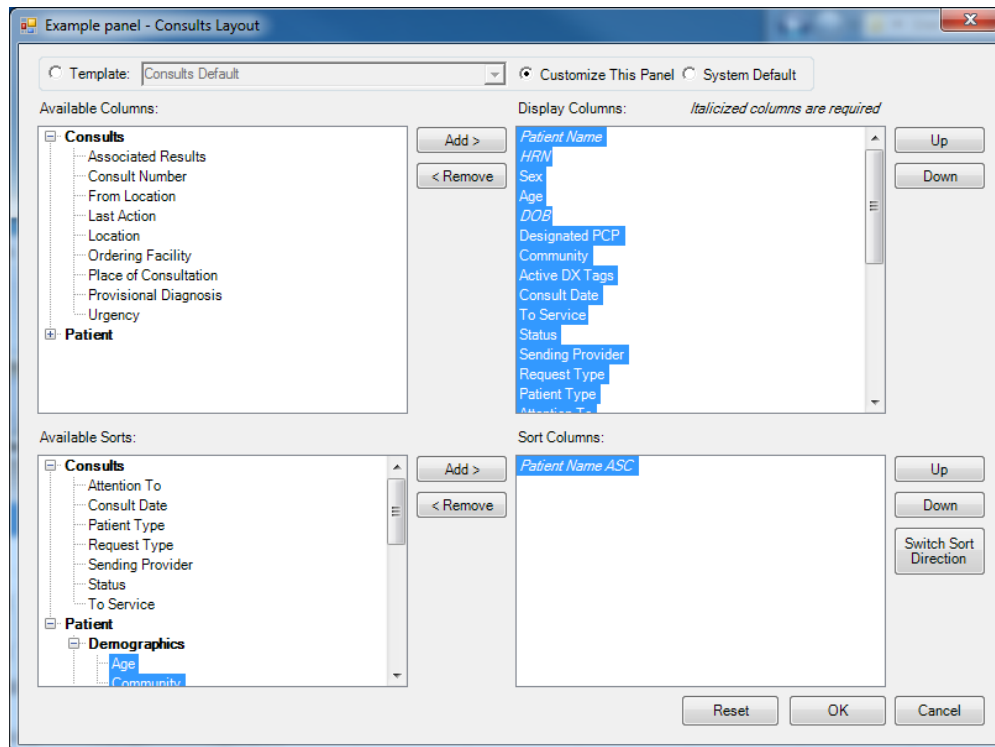 Example panel - Consults Layout
Template: Consults Default Customize This Panel System Default
Available Columns:
Consults
Associated Results
Consult Number
From Location
Last Action
Location
Ordering Facility
Place of Consultation
Provisional Diagnosis
Urgency
Patient
Add >
< Remove
Display Columns: Italicized columns are required
Patient Name
HRN
Sex
Age
DOB
Designated PCP
Community
Active DX Tags
Consult Date
To Service
Status
Sending Provider
Request Type
Patient Type
Attention To
Up
Down
Available Sorts:
Consults
Attention To
Consult Date
Patient Type
Request Type
Sending Provider
Status
To Service
Patient
Demographics
Age
Community
Add >
< Remove
Sort Columns:
Patient Name ASC
Up
Down
Switch Sort
Direction
Reset OK Cancel